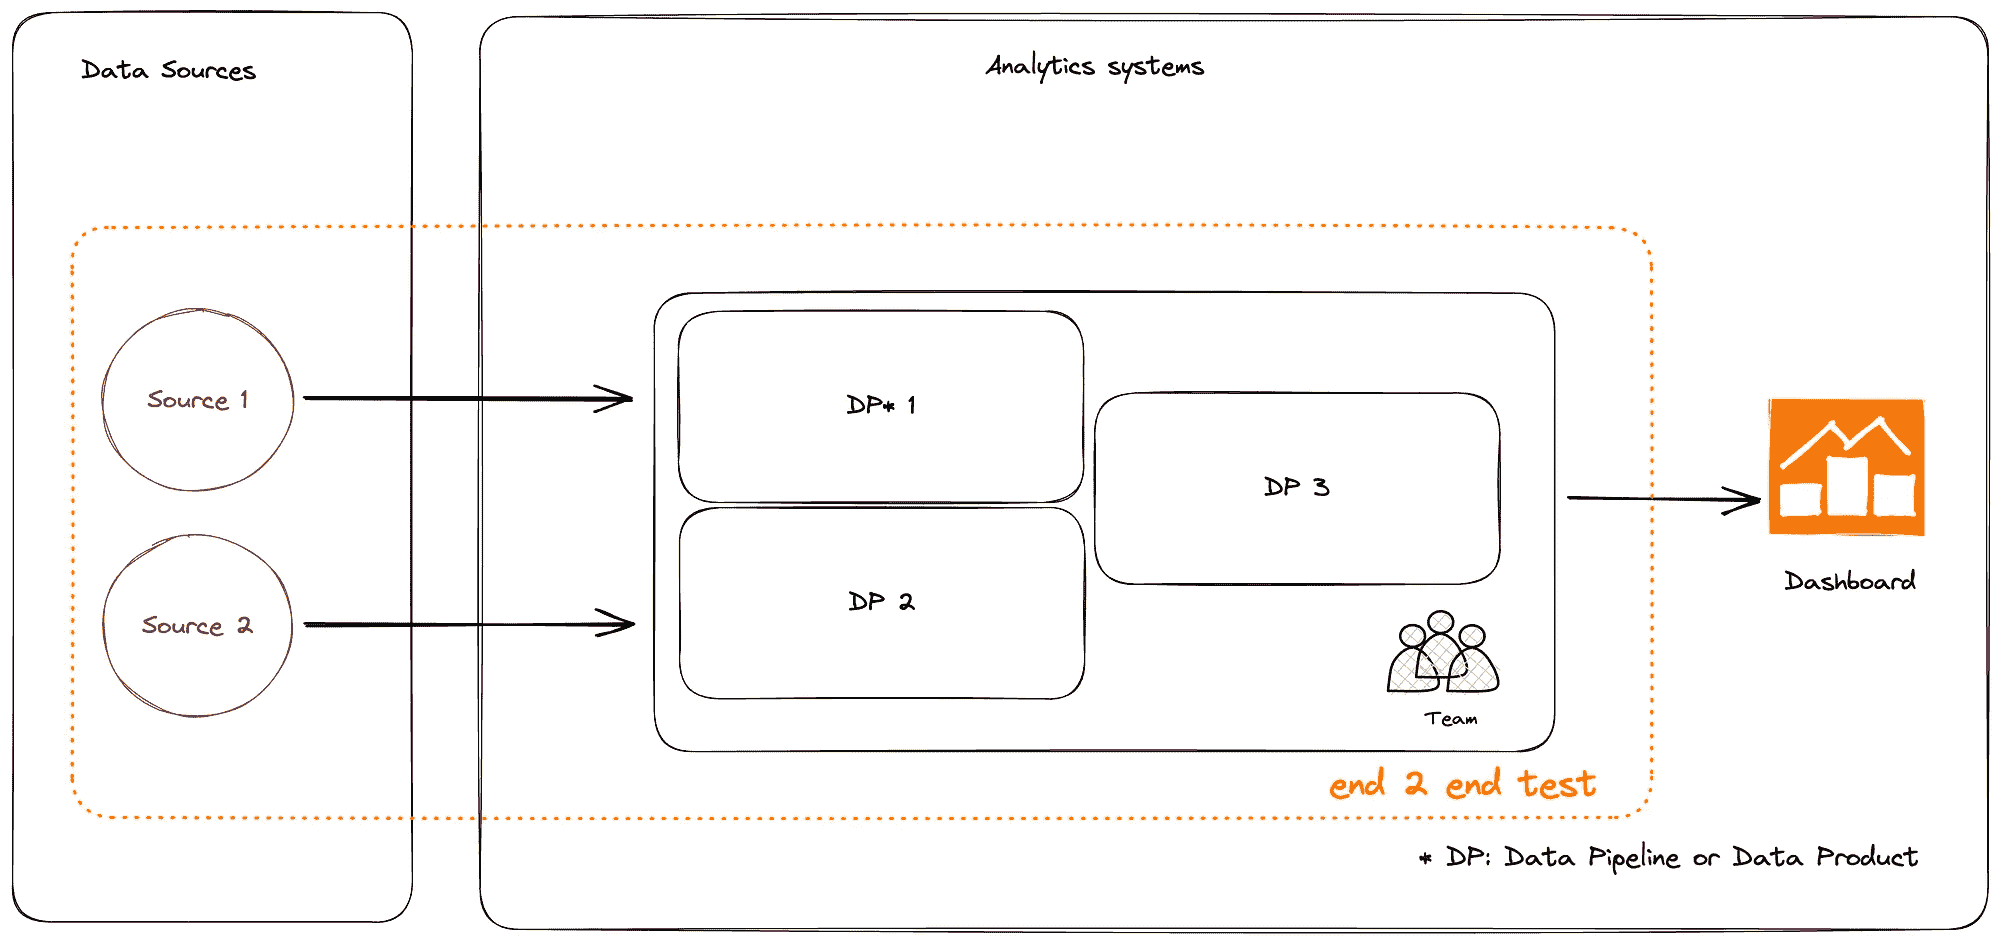 Data Sources
Analytics systems
Source 1
DP* 1
DP 3
Source 2
DP 2
Dashboard
Team
end 2 end test
* DP: Data Pipeline or Data Product